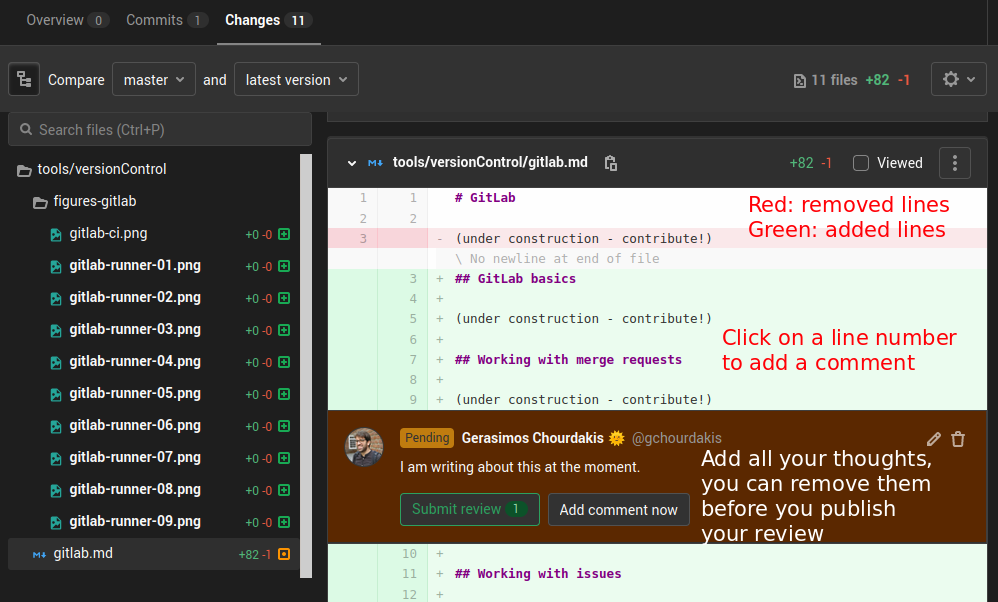 Overview 0 Commits 1 Changes 11
Compare master and latest version 11 files +82 -1
Search files (Ctrl+P)
tools/versionControl
figures-gitlab
gitlab-ci.png +0 -0
gitlab-runner-01.png +0 -0
gitlab-runner-02.png +0 -0
gitlab-runner-03.png +0 -0
gitlab-runner-04.png +0 -0
gitlab-runner-05.png +0 -0
gitlab-runner-06.png +0 -0
gitlab-runner-07.png +0 -0
gitlab-runner-08.png +0 -0
gitlab-runner-09.png +0 -0
gitlab.md +82 -1
tools/versionControl/gitlab.md +82 -1 Viewed
1 1 # GitLab
2 2
3 - (under construction - contribute!)
\ No newline at end of file
3 + ## GitLab basics
4 +
5 + (under construction - contribute!)
6 +
7 + ## Working with merge requests
8 +
9 + (under construction - contribute!)
Red: removed lines
Green: added lines
Click on a line number
to add a comment
Pending Gerasimos Chourdakis 🌞 @gchourdakis
I am writing about this at the moment.
Submit review 1 Add comment now
Add all your thoughts,
you can remove them
before you publish
your review
10 +
11 + ## Working with issues
12 +